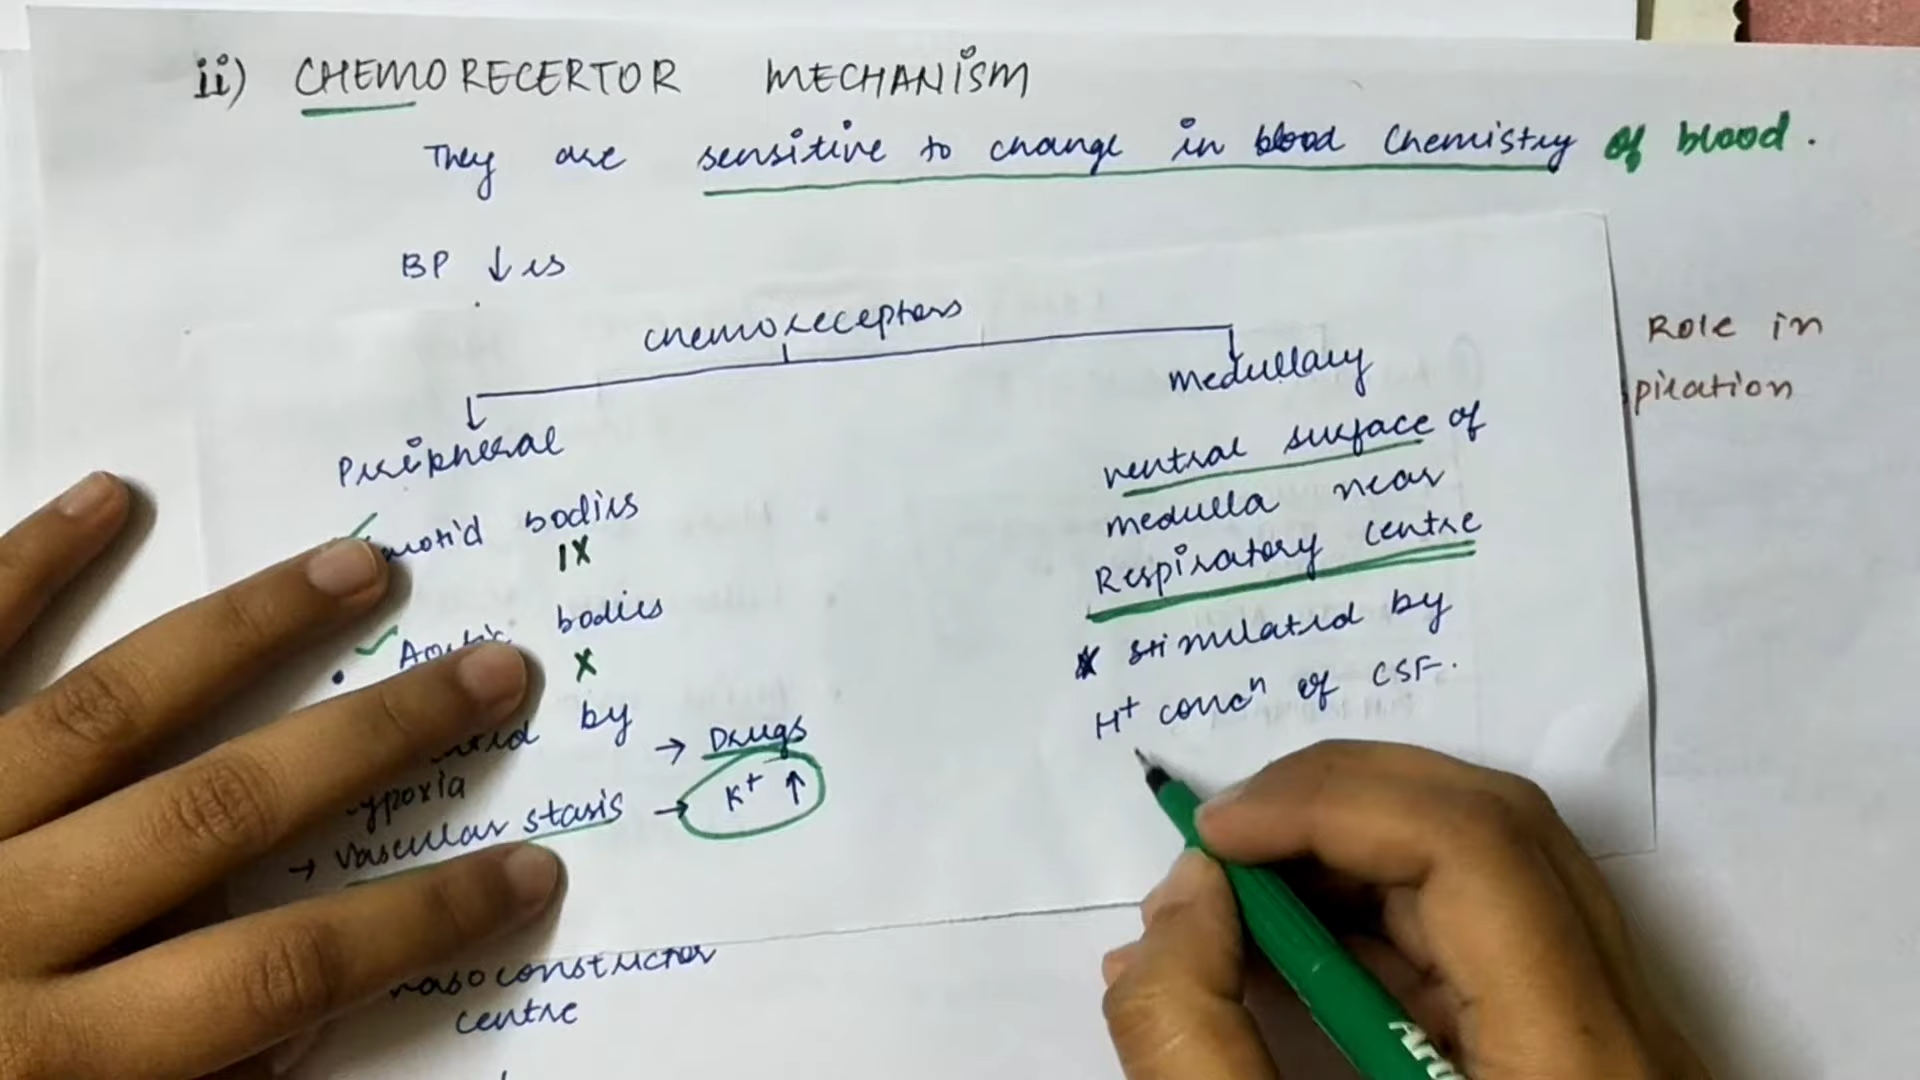 ii) CHEMORECERTOR MECHANISM
They are sensitive to change in blood chemistry of blood.
BP ↓es
chemoreceptors
Role in
piration
Peripheral
bodies
IX
Aortic bodies
X
by
ypoxia
→ vascular stasis → K+ ↑
→ Drugs
medullary
ventral surface of
medulla near
Respiratory centre
* stimulated by
H+ concn of CSF.
vasoconstrictor
centre